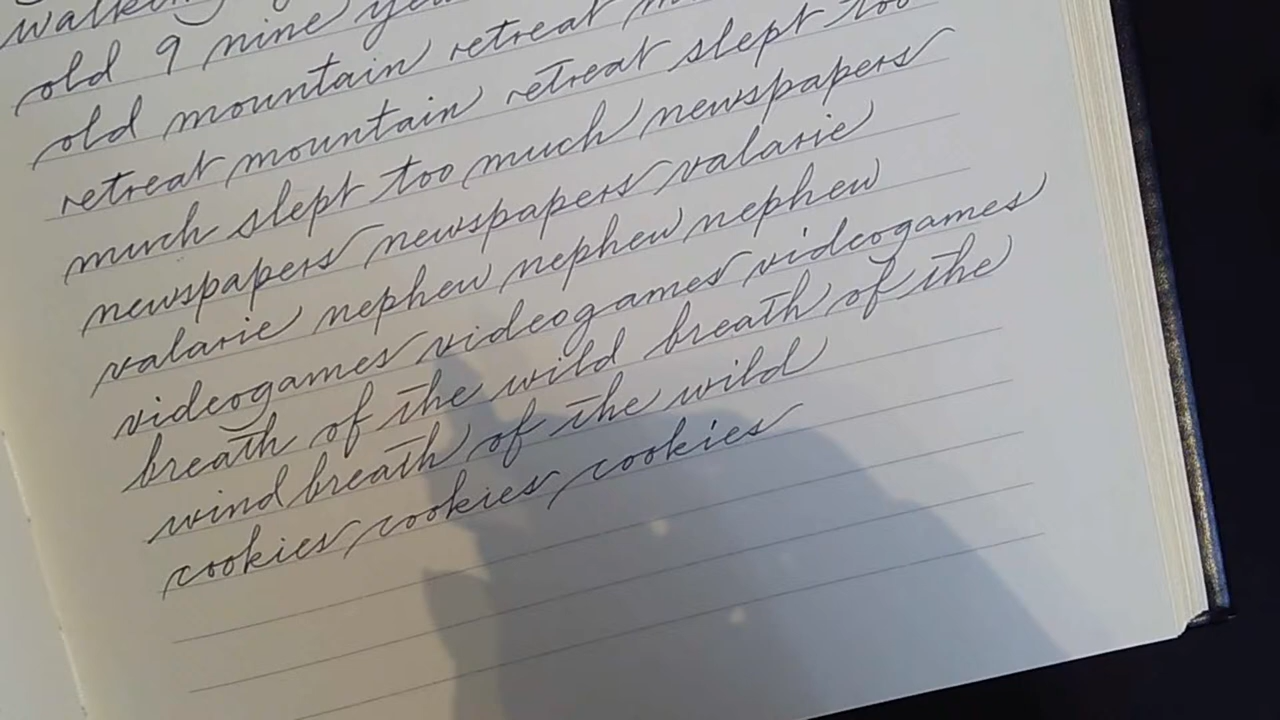 walking
old 9 nine
old mountain retreat
retreat mountain retreat slept too
much slept too much newspapers
newspapers newspapers valarie
valarie nephew nephew nephew
videogames videogames videogames
breath of the wild breath of the
wind breath of the wild
cookies cookies cookies